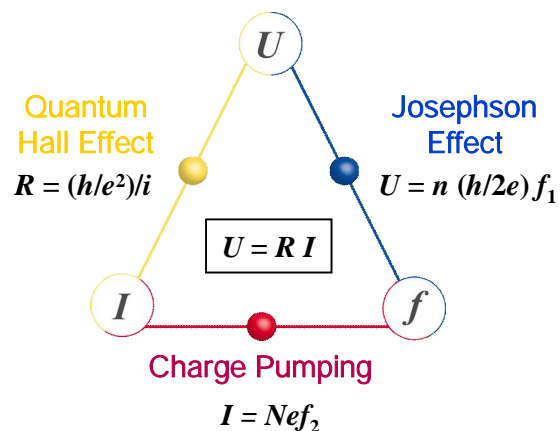 U
Quantum
Hall Effect
R = (h/e²)/i
Josephson
Effect
U = n (h/2e) f₁
U = R I
I
f
Charge Pumping
I = Nef₂